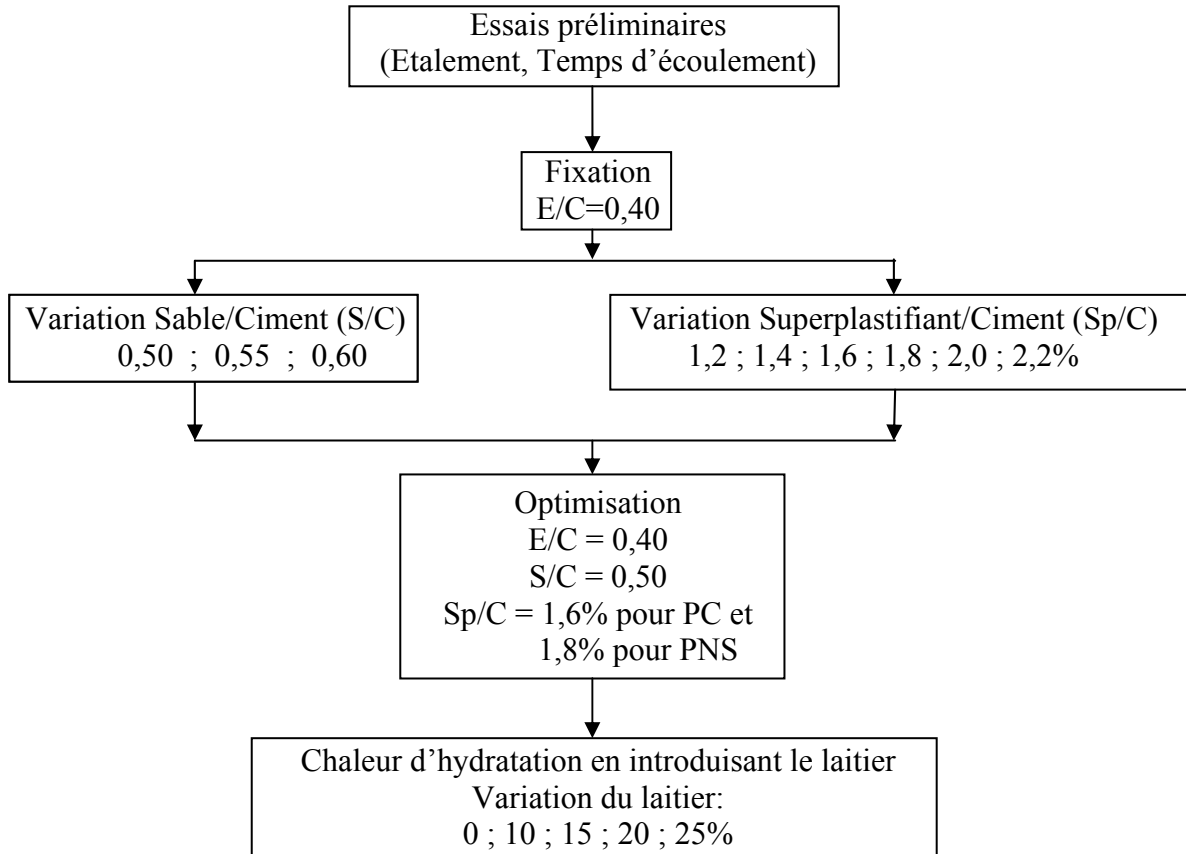 Essais préliminaires
(Etalement, Temps d'écoulement)
Fixation
E/C=0,40
Variation Sable/Ciment (S/C)
0,50 ; 0,55 ; 0,60
Variation Superplastifiant/Ciment (Sp/C)
1,2 ; 1,4 ; 1,6 ; 1,8 ; 2,0 ; 2,2%
Optimisation
E/C = 0,40
S/C = 0,50
Sp/C = 1,6% pour PC et
1,8% pour PNS
Chaleur d'hydratation en introduisant le laitier
Variation du laitier:
0 ; 10 ; 15 ; 20 ; 25%